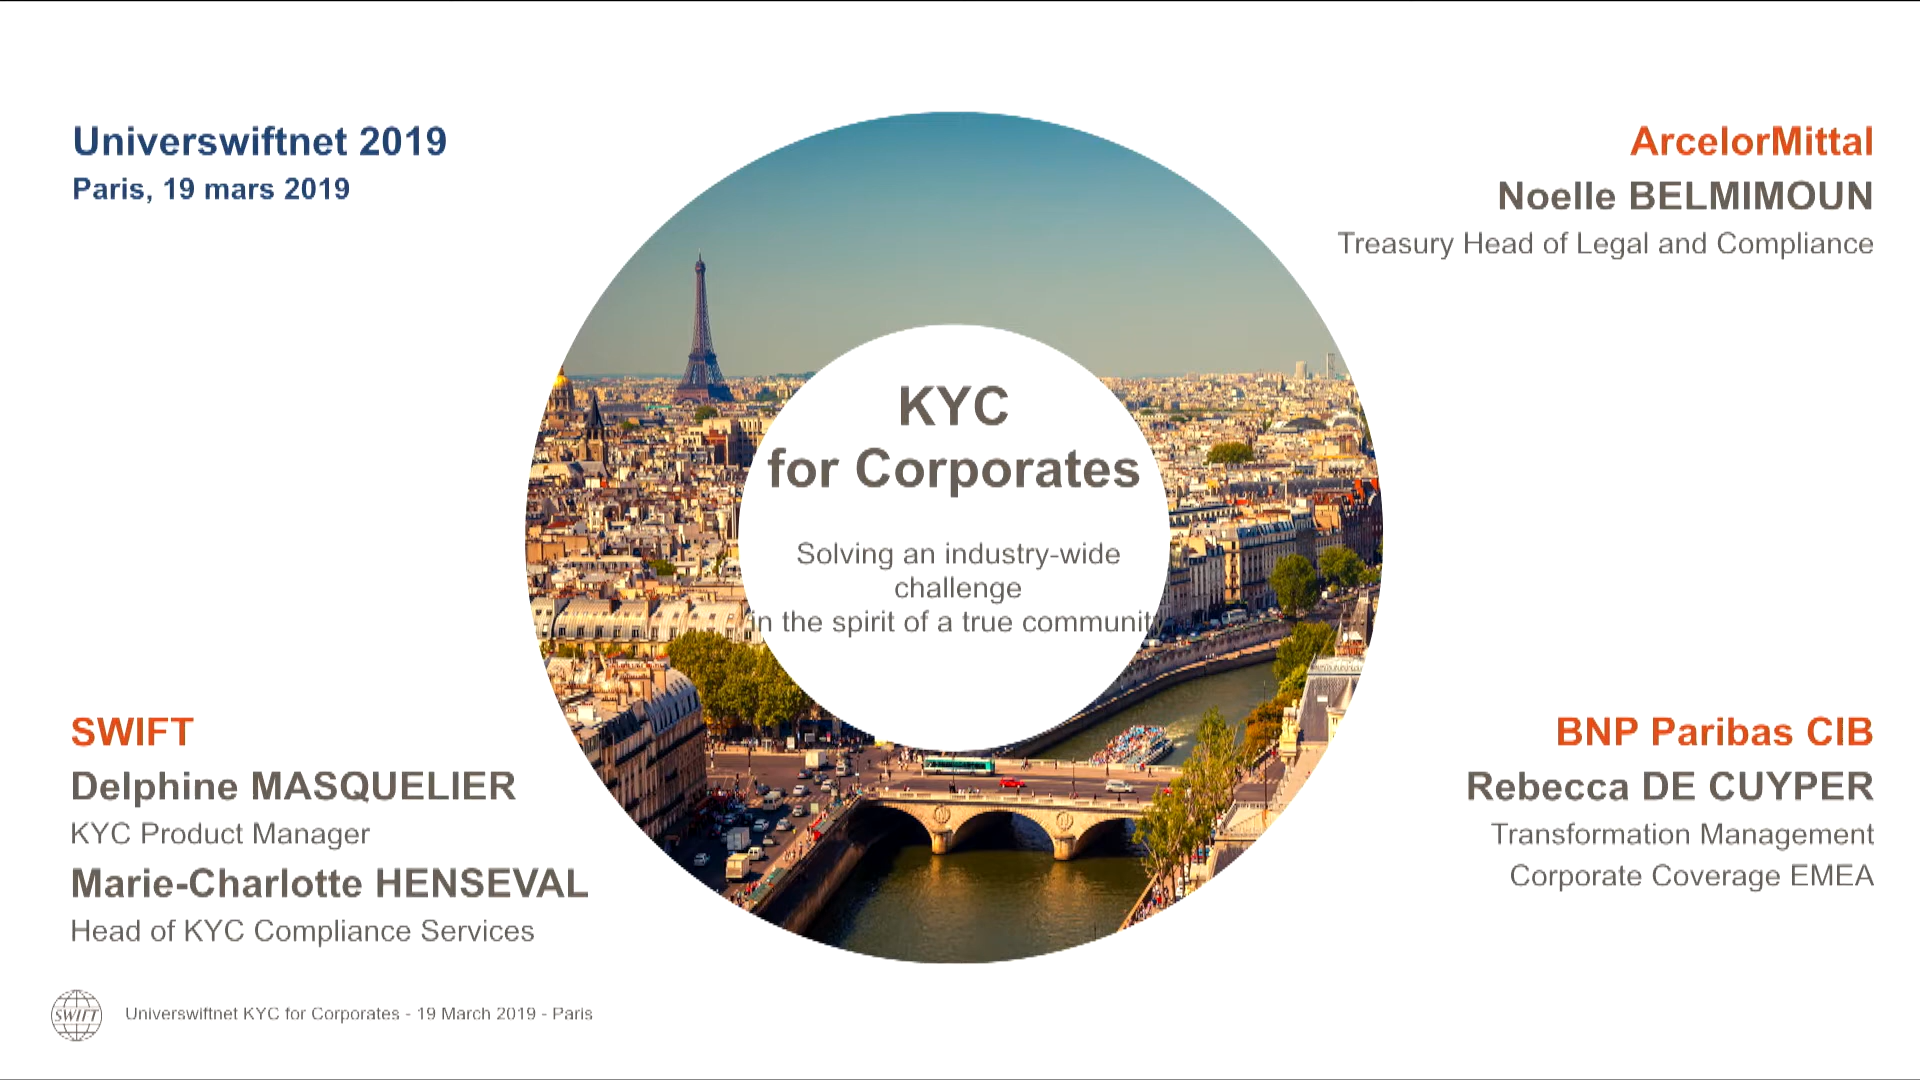 Universwiftnet 2019
Paris, 19 mars 2019
ArcelorMittal
Noelle BELMIMOUN
Treasury Head of Legal and Compliance
KYC
for Corporates
Solving an industry-wide
challenge
in the spirit of a true community
SWIFT
Delphine MASQUELIER
KYC Product Manager
Marie-Charlotte HENSEVAL
Head of KYC Compliance Services
BNP Paribas CIB
Rebecca DE CUYPER
Transformation Management
Corporate Coverage EMEA
SWIFT
Universwiftnet KYC for Corporates - 19 March 2019 - Paris